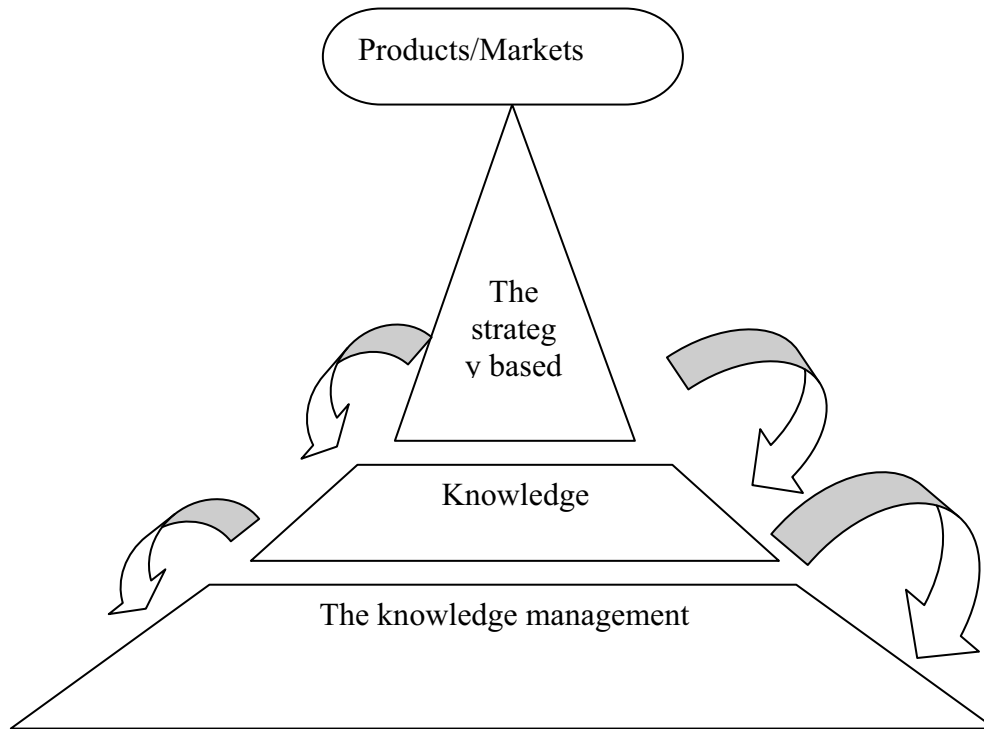 Products/Markets
The
strateg
y based
Knowledge
The knowledge management